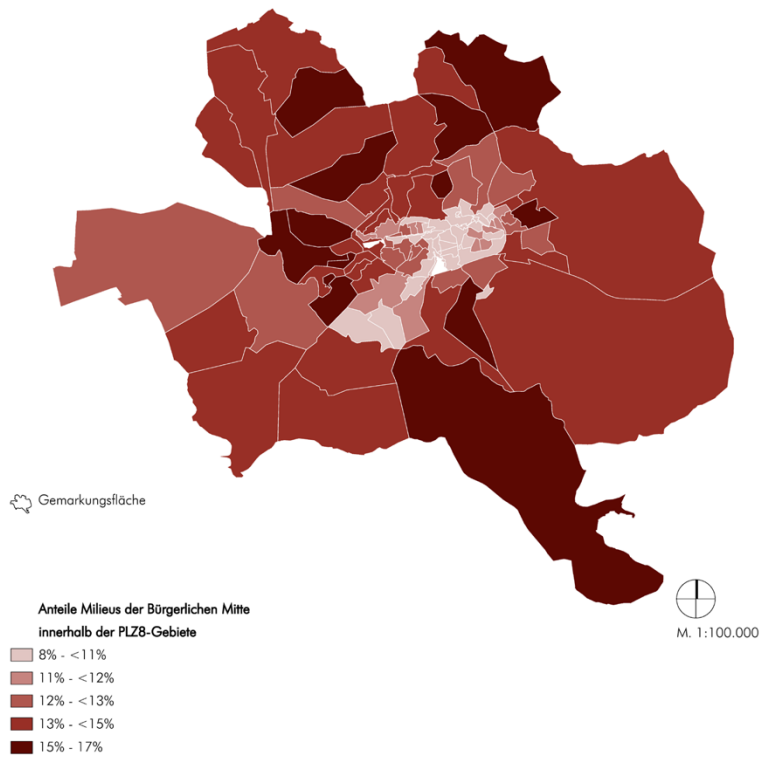 Gemarkungsfläche
Anteile Milieus der Bürgerlichen Mitte
innerhalb der PLZ8-Gebiete
8% - <11%
11% - <12%
12% - <13%
13% - <15%
15% - 17%
M. 1:100.000